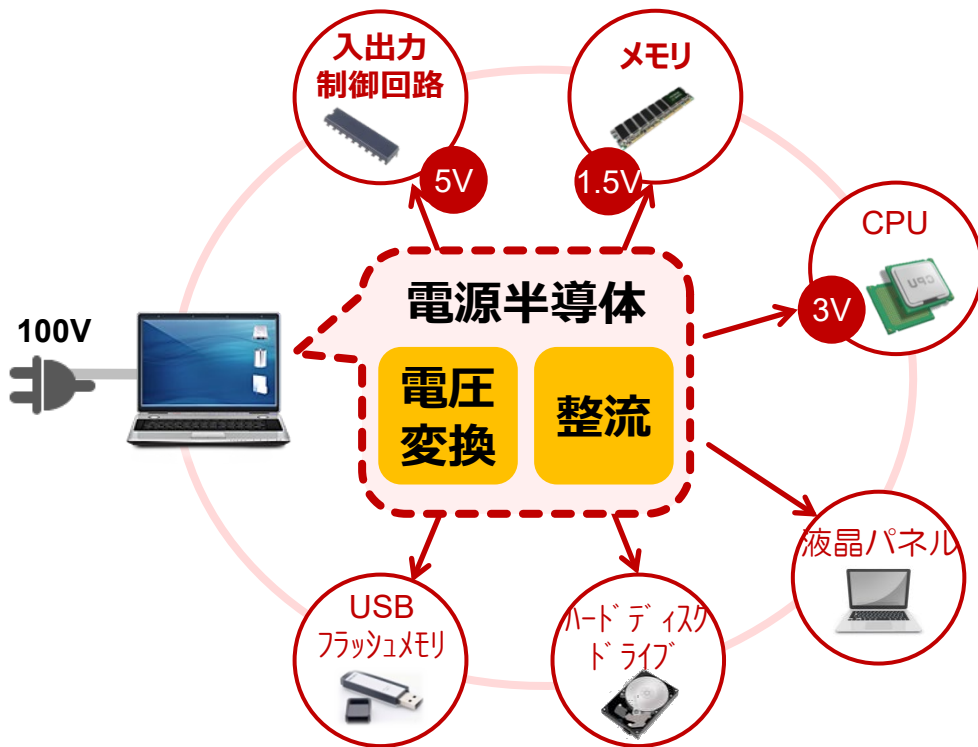 入出力
制御回路
5V
メモリ
1.5V
CPU
3V
100V
電源半導体
電圧
変換
整流
液晶パネル
USB
フラッシュメモリ
ハードディスク
ドライブ
CPU